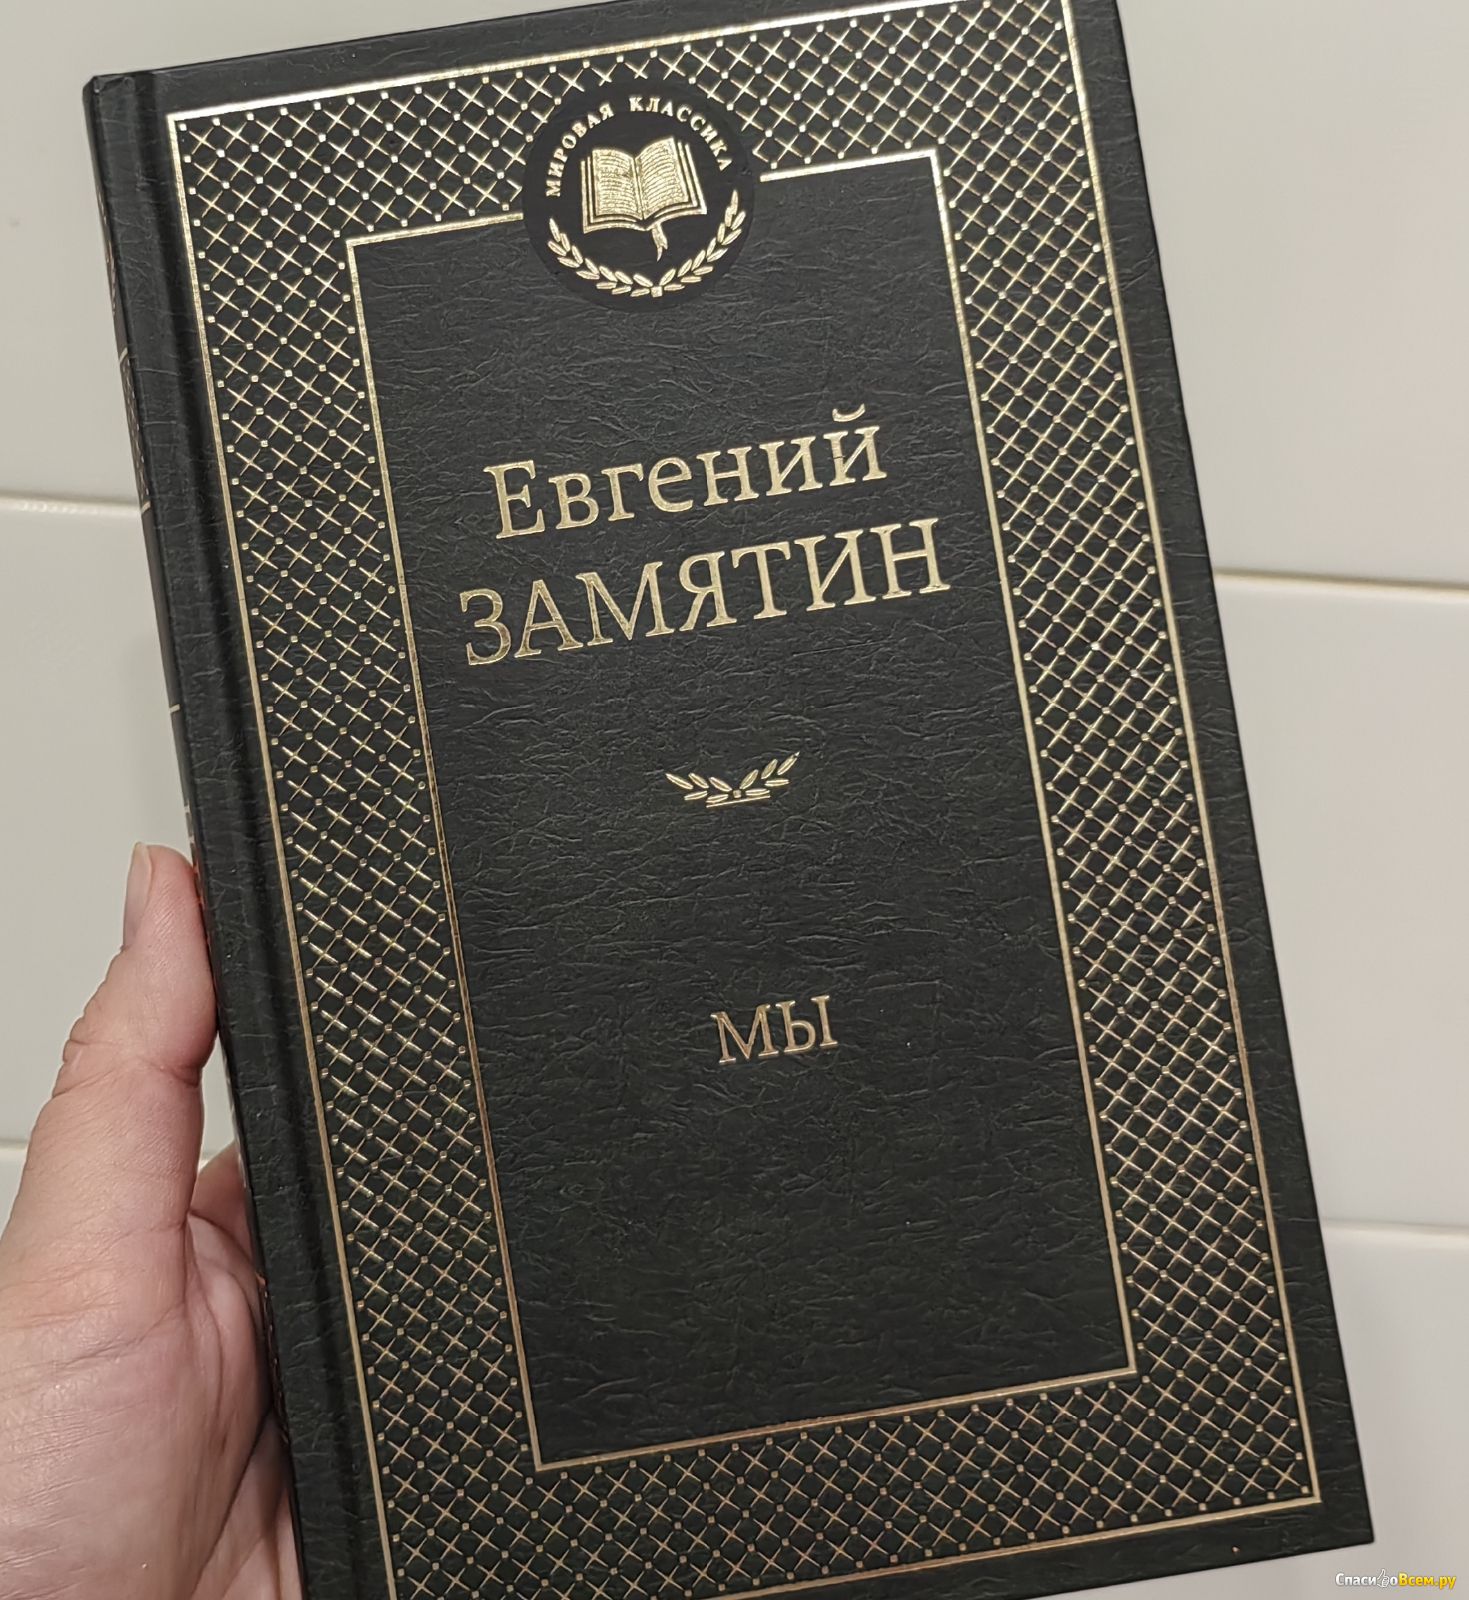 МИРОВАЯ КЛАССИКА
Евгений
ЗАМЯТИН
МЫ
СпасибоВсем.ру